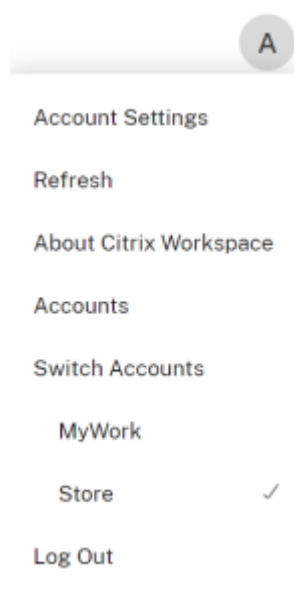 A
Account Settings
Refresh
About Citrix Workspace
Accounts
Switch Accounts
MyWork
Store
Log Out